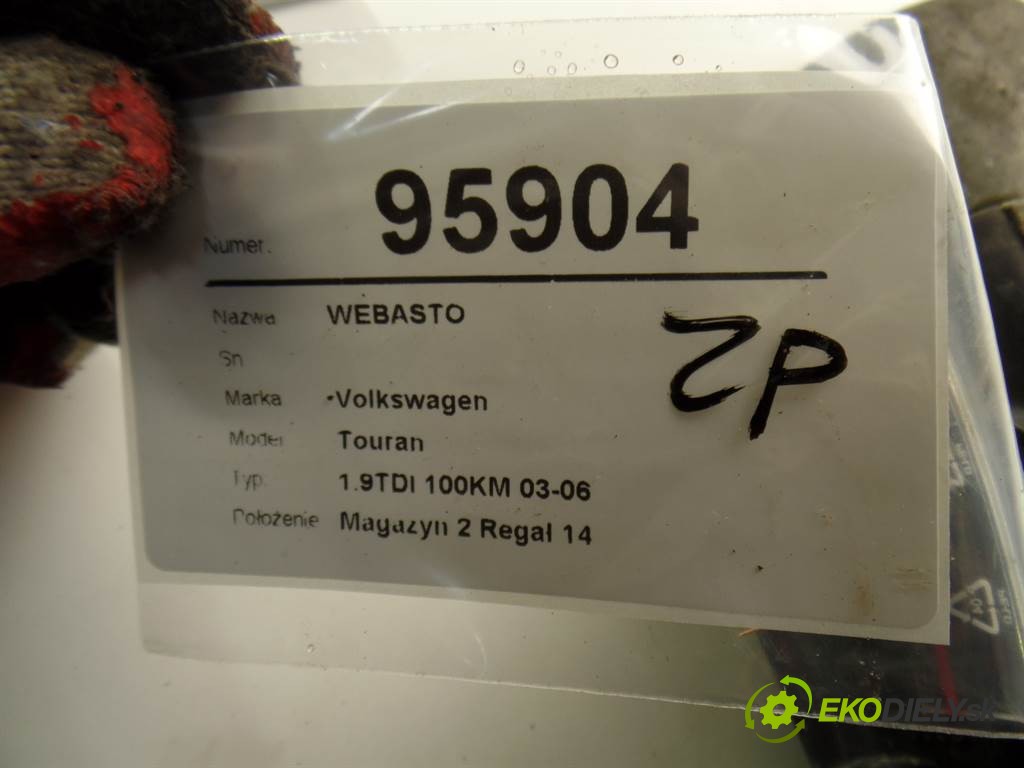 Numer. 95904
Nazwa WEBASTO
Sn
Marka Volkswagen
Model Touran
Typ. 1.9TDI 100KM 03-06
Położenie Magazyn 2 Regał 14
ZP
EKODIELY.sk